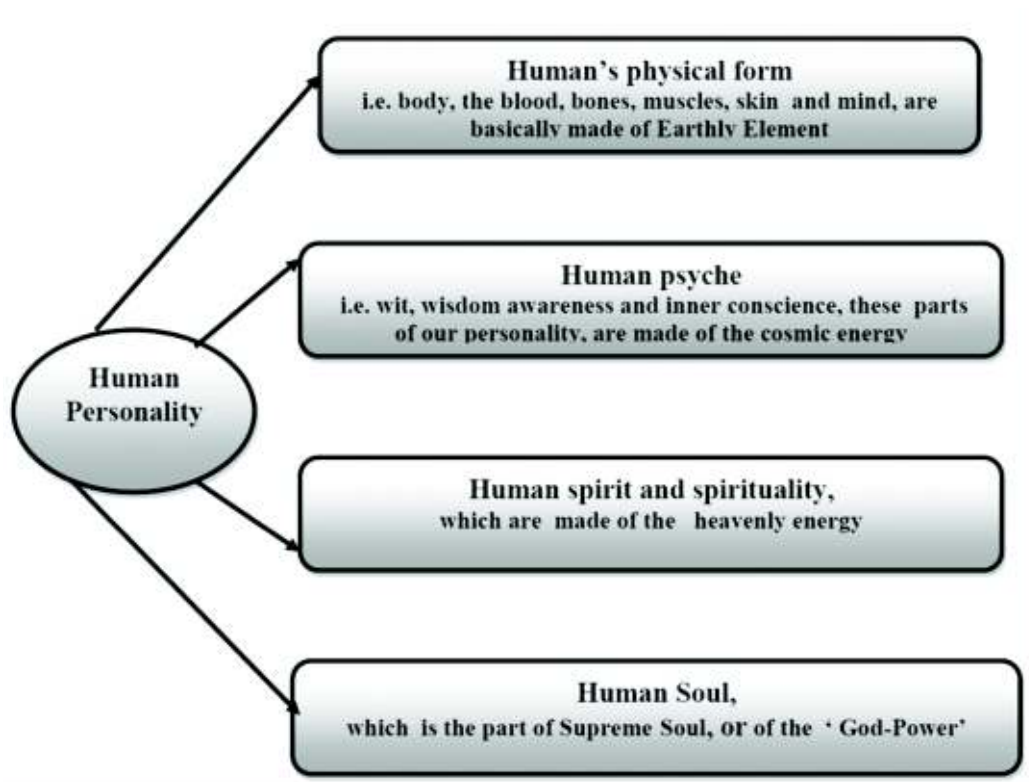 Human's physical form
i.e. body, the blood, bones, muscles, skin and mind, are
basically made of Earthly Element
Human psyche
i.e. wit, wisdom awareness and inner conscience, these parts
of our personality, are made of the cosmic energy
Human
Personality
Human spirit and spirituality,
which are made of the heavenly energy
Human Soul,
which is the part of Supreme Soul, or of the ‘ God-Power’